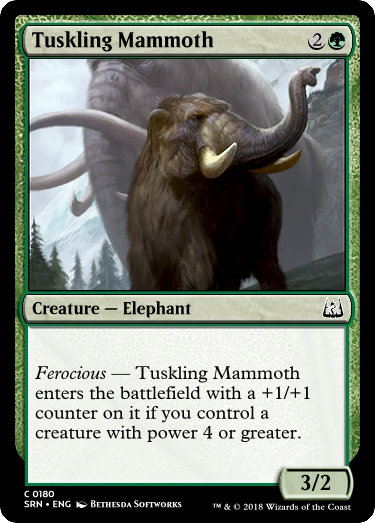 Tuskling Mammoth 2
Creature — Elephant
Ferocious — Tuskling Mammoth
enters the battlefield with a +1/+1
counter on it if you control a
creature with power 4 or greater.
3/2
C 0180
SRN • ENG Bethesda Softworks
™ & © 2018 Wizards of the Coast